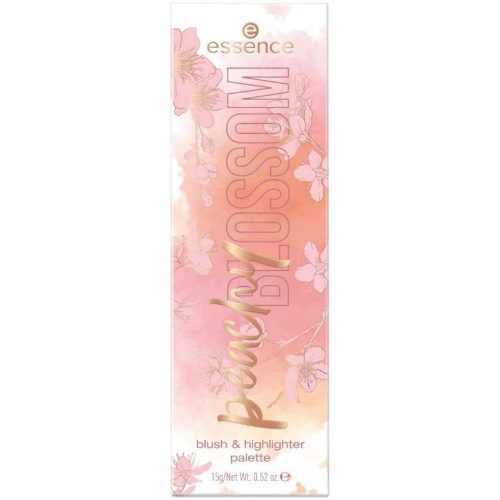 essence
peachy
BLOSSOM
blush & highlighter
palette
15g/Net Wt. 0.52 oz.℮